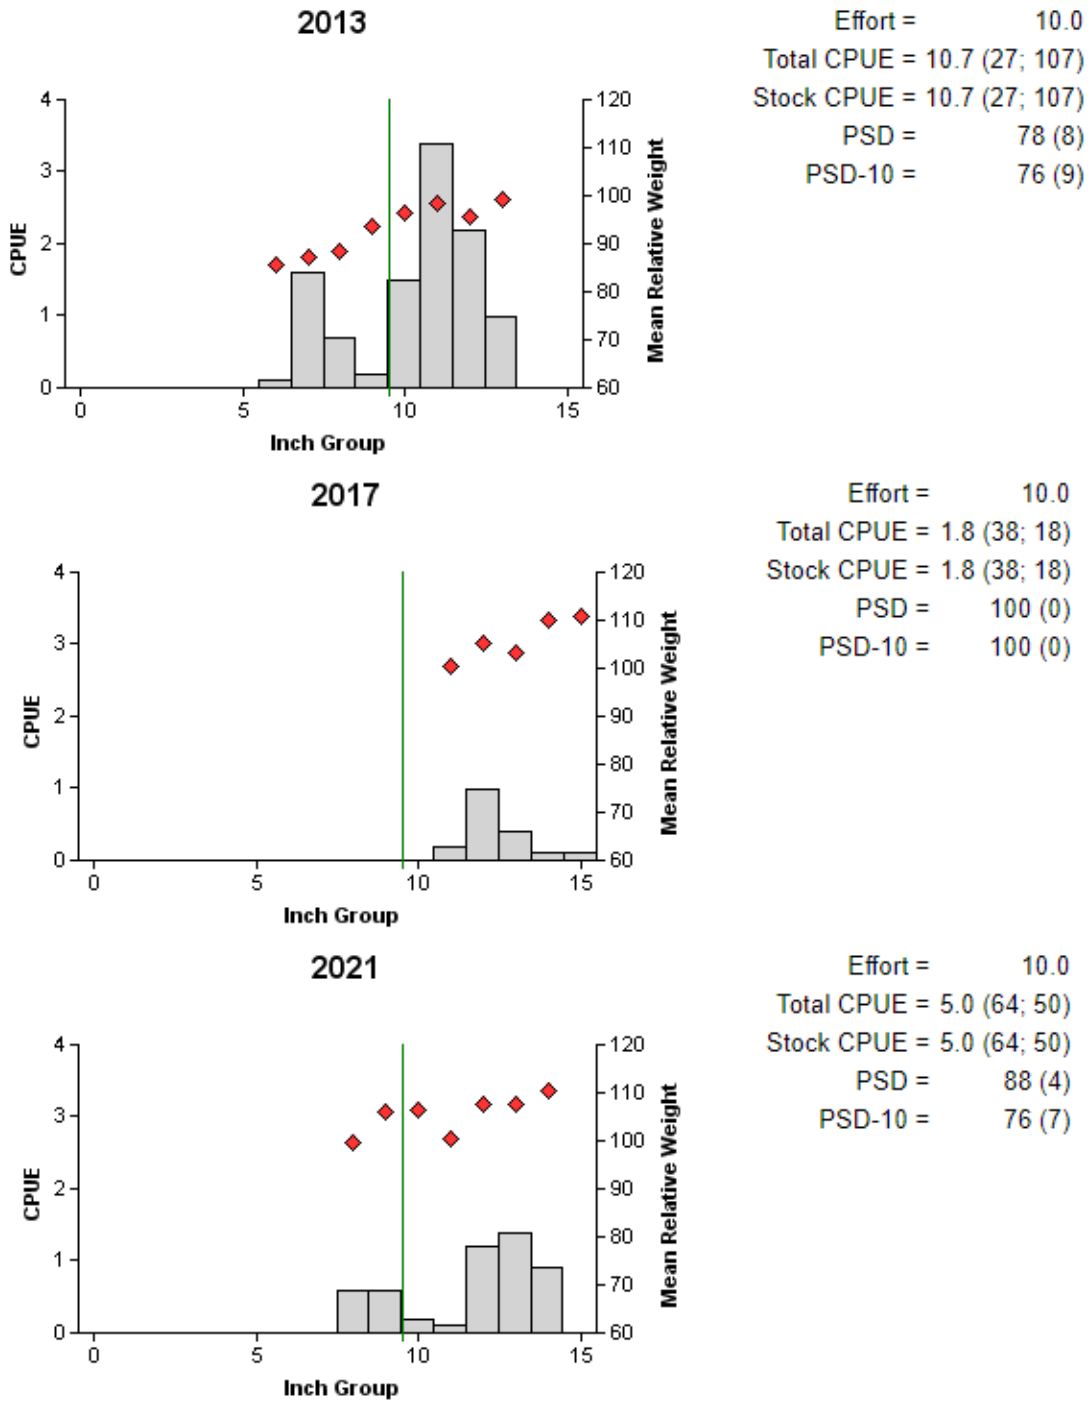 2013
Effort = 10.0
Total CPUE = 10.7 (27; 107)
Stock CPUE = 10.7 (27; 107)
PSD = 78 (8)
PSD-10 = 76 (9)
4
3
2
1
0
CPUE
120
110
100
90
80
70
60
Mean Relative Weight
0 5 10 15
Inch Group
2017
Effort = 10.0
Total CPUE = 1.8 (38; 18)
Stock CPUE = 1.8 (38; 18)
PSD = 100 (0)
PSD-10 = 100 (0)
4
3
2
1
0
CPUE
120
110
100
90
80
70
60
Mean Relative Weight
0 5 10 15
Inch Group
2021
Effort = 10.0
Total CPUE = 5.0 (64; 50)
Stock CPUE = 5.0 (64; 50)
PSD = 88 (4)
PSD-10 = 76 (7)
4
3
2
1
0
CPUE
120
110
100
90
80
70
60
Mean Relative Weight
0 5 10 15
Inch Group